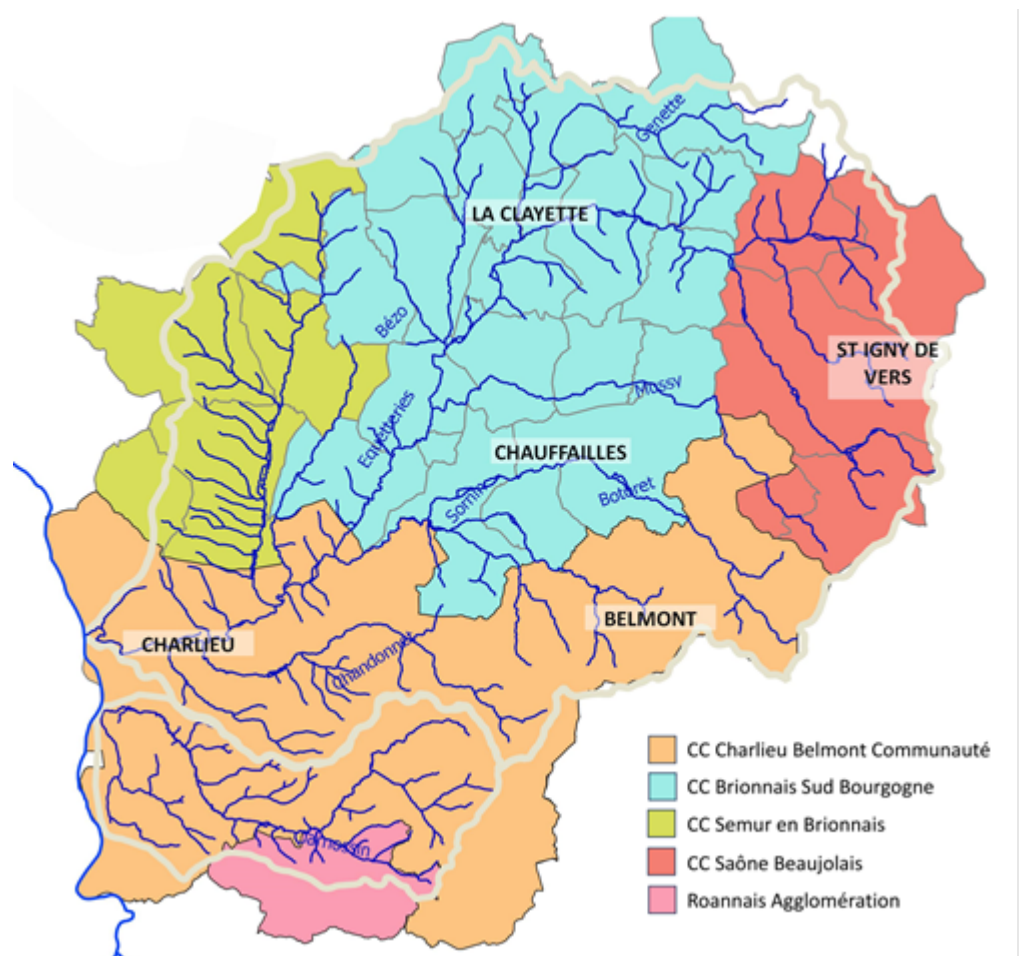 Genette
LA CLAYETTE
Bézo
ST IGNY DE
VERS
Mussy
Equetteries
CHAUFFAILLES
Sornin
Botoret
BELMONT
CHARLIEU
Chandonnet
Jarnossin
CC Charlieu Belmont Communauté
CC Brionnais Sud Bourgogne
CC Semur en Brionnais
CC Saône Beaujolais
Roannais Agglomération